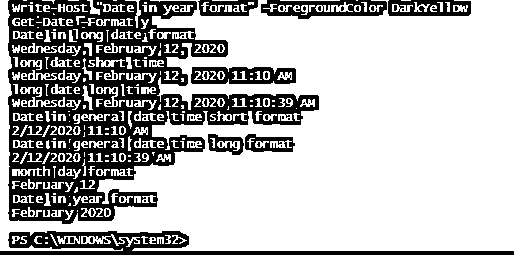 Write-Host "Date in year format" -ForegroundColor DarkYellow
Get-Date -Format y
Date in long date format
Wednesday, February 12, 2020
long date short time
Wednesday, February 12, 2020 11:10 AM
long date long time
Wednesday, February 12, 2020 11:10:39 AM
Date in general date time short format
2/12/2020 11:10 AM
Date in general date time long format
2/12/2020 11:10:39 AM
month day format
February 12
Date in year format
February 2020
PS C:\WINDOWS\system32>